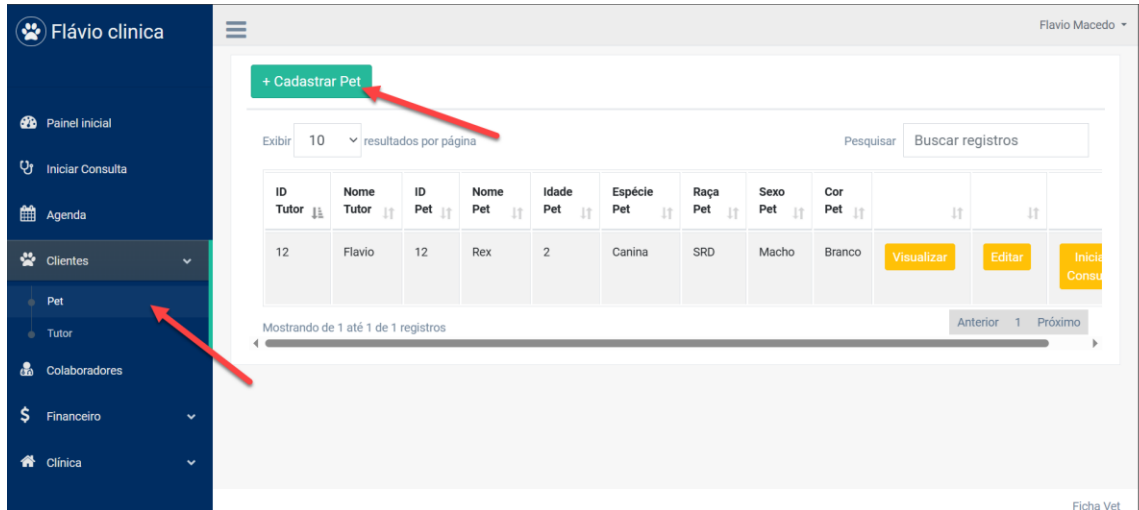 Flávio clinica
Flavio Macedo
+ Cadastrar Pet
Painel inicial
Iniciar Consulta
Agenda
Clientes
Pet
Tutor
Colaboradores
$ Financeiro
Clínica
Exibir 10 resultados por página
Pesquisar Buscar registros
ID Tutor Nome Tutor ID Pet Nome Pet Idade Pet Espécie Pet Raça Pet Sexo Pet Cor Pet
12 Flavio 12 Rex 2 Canina SRD Macho Branco Visualizar Editar Inicia Consu
Mostrando de 1 até 1 de 1 registros
Anterior 1 Próximo
Ficha Vet